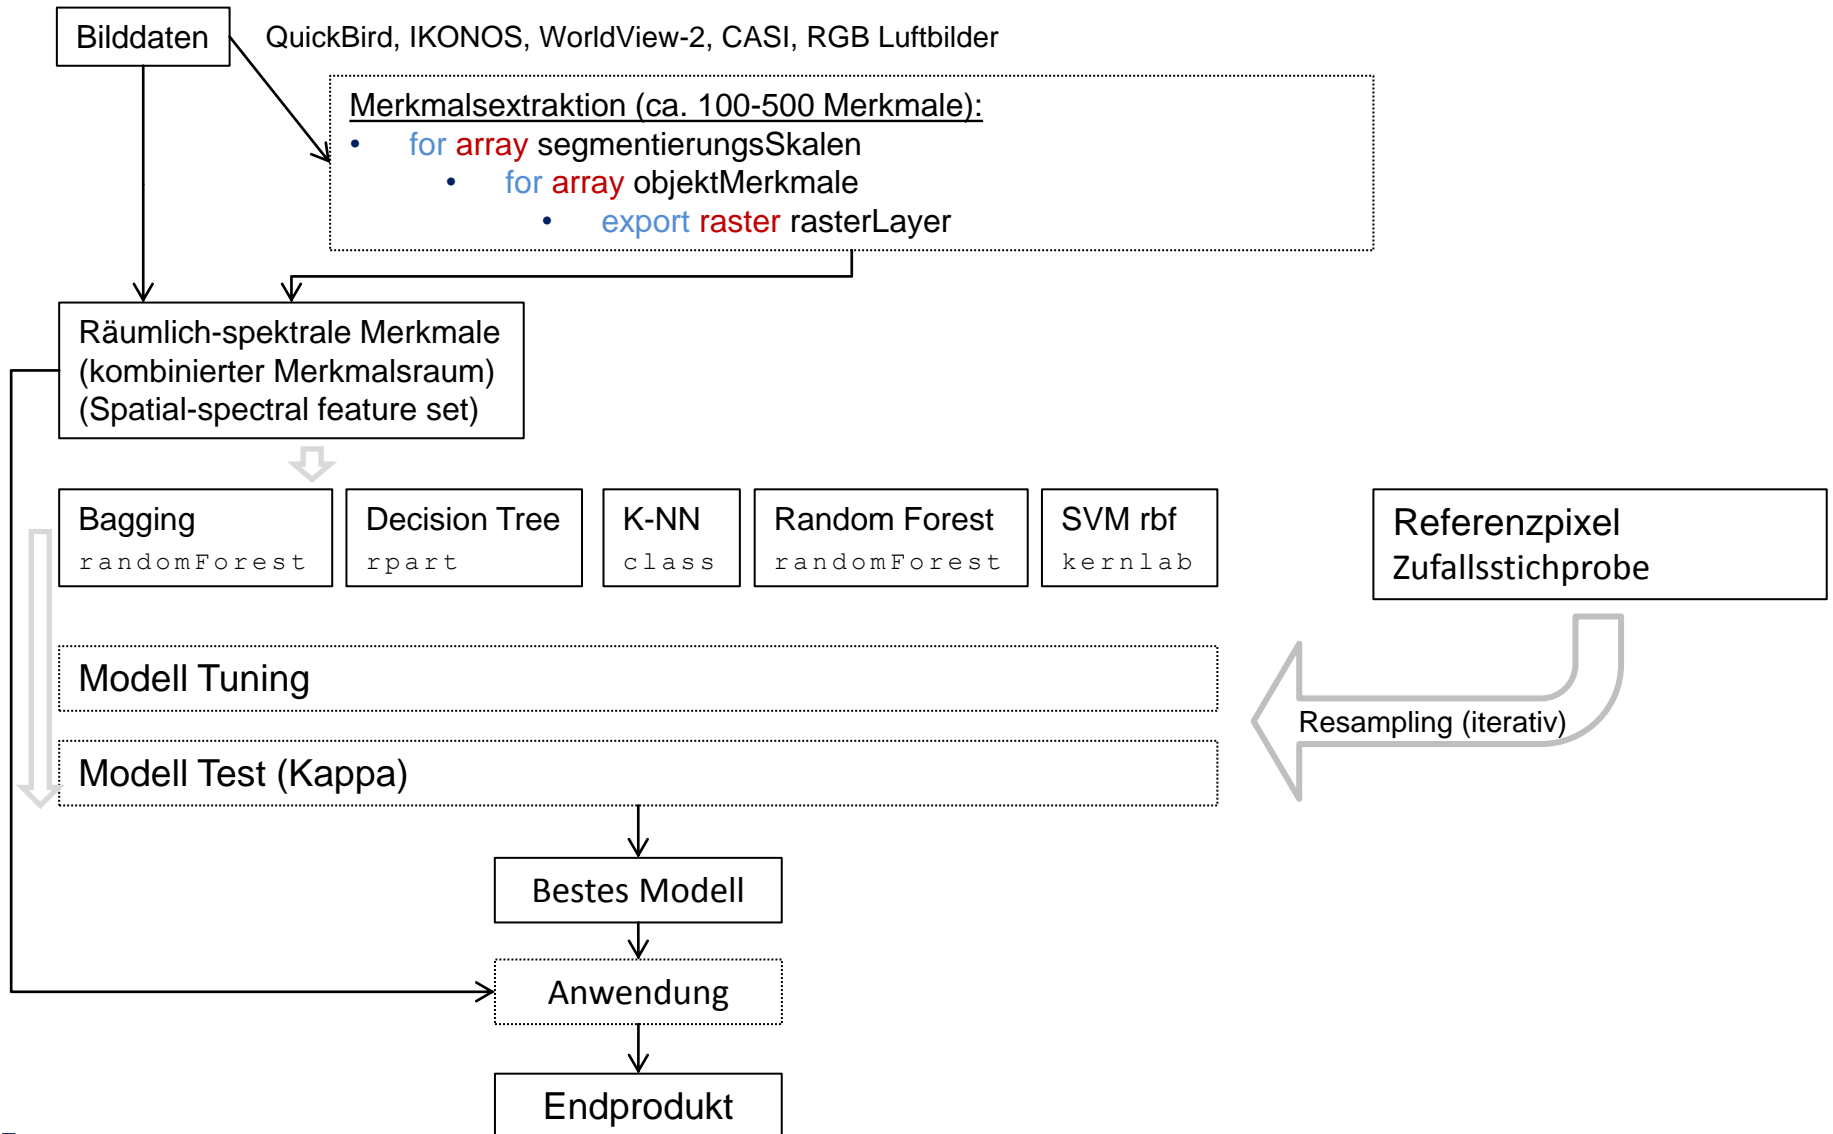 Bilddaten
QuickBird, IKONOS, WorldView-2, CASI, RGB Luftbilder
Merkmalsextraktion (ca. 100-500 Merkmale):
• for array segmentierungsSkalen
• for array objektMerkmale
• export raster rasterLayer
Räumlich-spektrale Merkmale
(kombinierter Merkmalsraum)
(Spatial-spectral feature set)
Bagging
randomForest
Decision Tree
rpart
K-NN
class
Random Forest
randomForest
SVM rbf
kernlab
Referenzpixel
Zufallsstichprobe
Modell Tuning
Resampling (iterativ)
Modell Test (Kappa)
Bestes Modell
Anwendung
Endprodukt